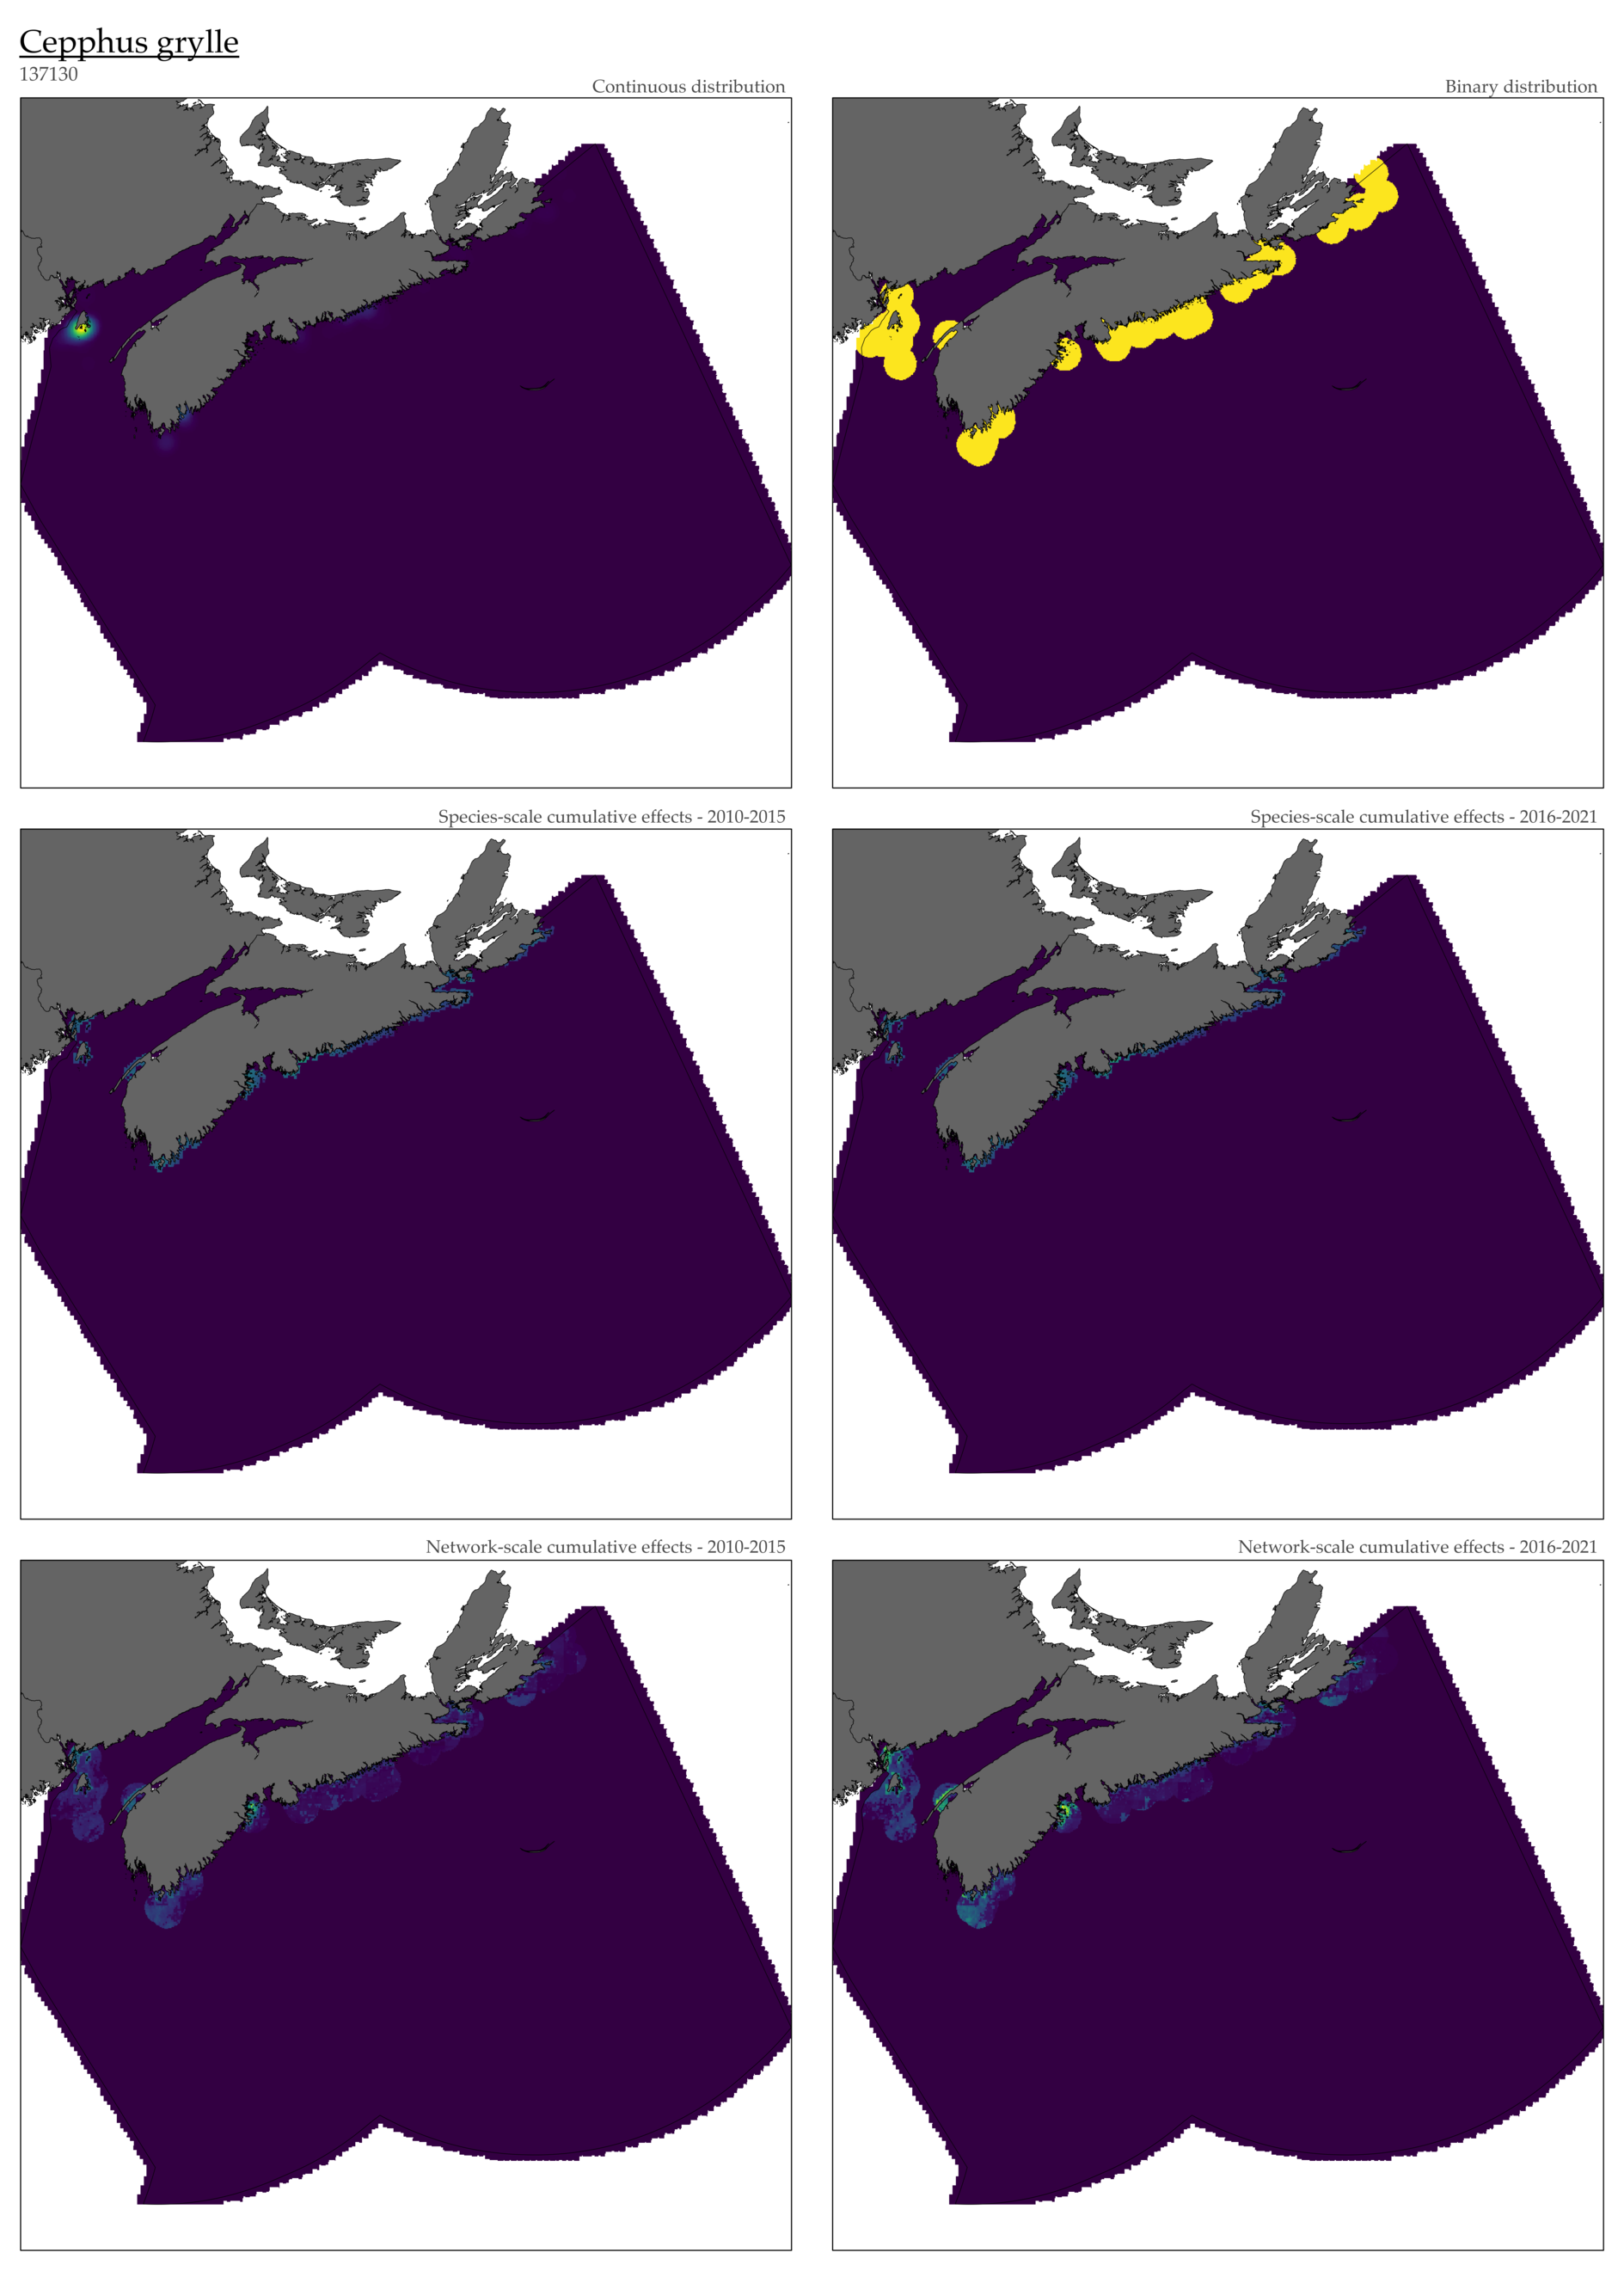 Cepphus grylle
137130
Continuous distribution
Binary distribution
Species-scale cumulative effects - 2010-2015
Species-scale cumulative effects - 2016-2021
Network-scale cumulative effects - 2010-2015
Network-scale cumulative effects - 2016-2021